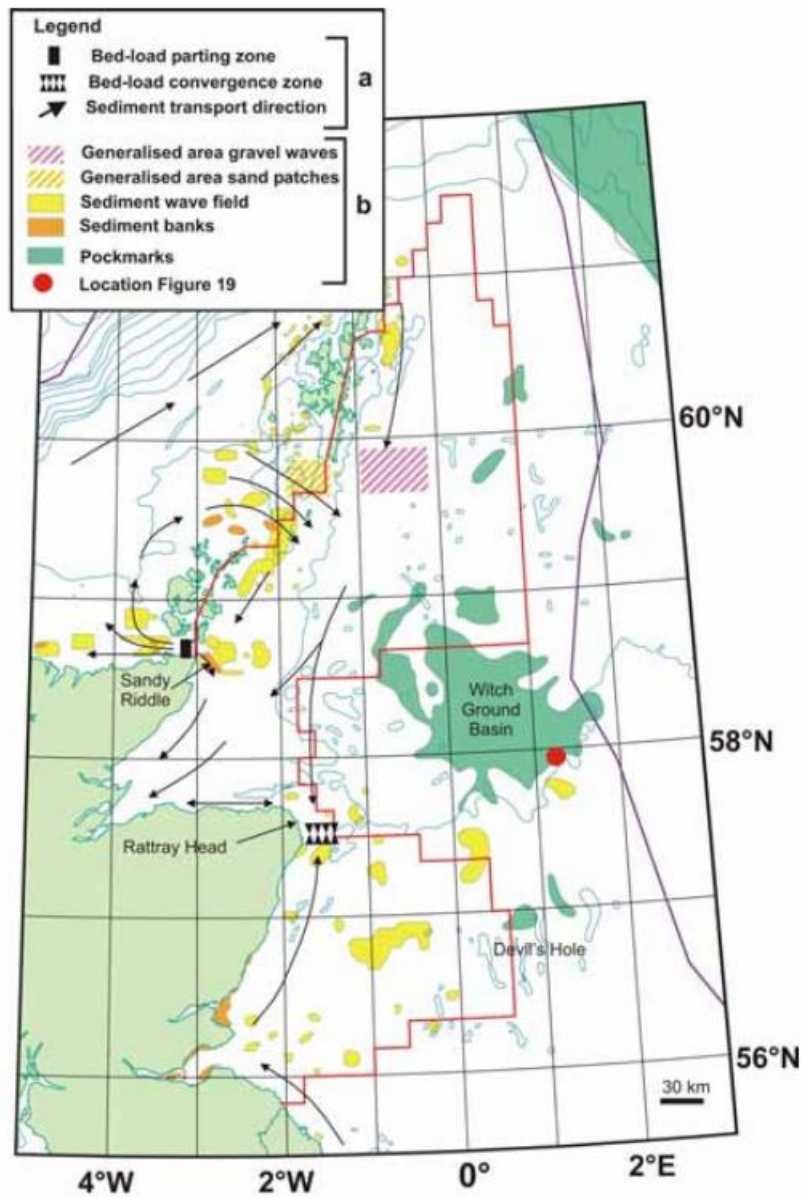 Legend
Bed-load parting zone
Bed-load convergence zone
Sediment transport direction
a
Generalised area gravel waves
Generalised area sand patches
Sediment wave field
Sediment banks
Pockmarks
Location Figure 19
b
60°N
Sandy
Riddle
Witch
Ground
Basin
58°N
Rattray Head
Devil's Hole
56°N
30 km
4°W
2°W
0°
2°E